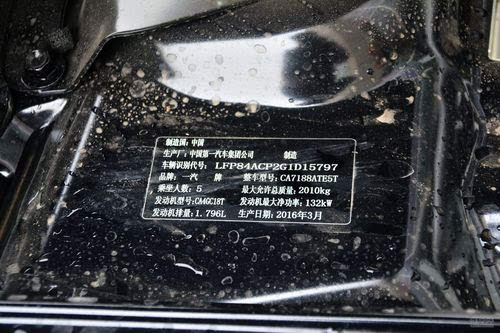 制造国：中国
生产厂：中国第一汽车集团公司 制造
车辆识别代号：LFP84ACP2G1D15797
品牌：一汽 牌 整车型号：CA7188ATE5T
乘坐人数：5 最大允许总质量：2010kg
发动机型号：CA4GC18T 发动机最大净功率：132kW
发动机排量：1.796L 生产日期：2016年3月